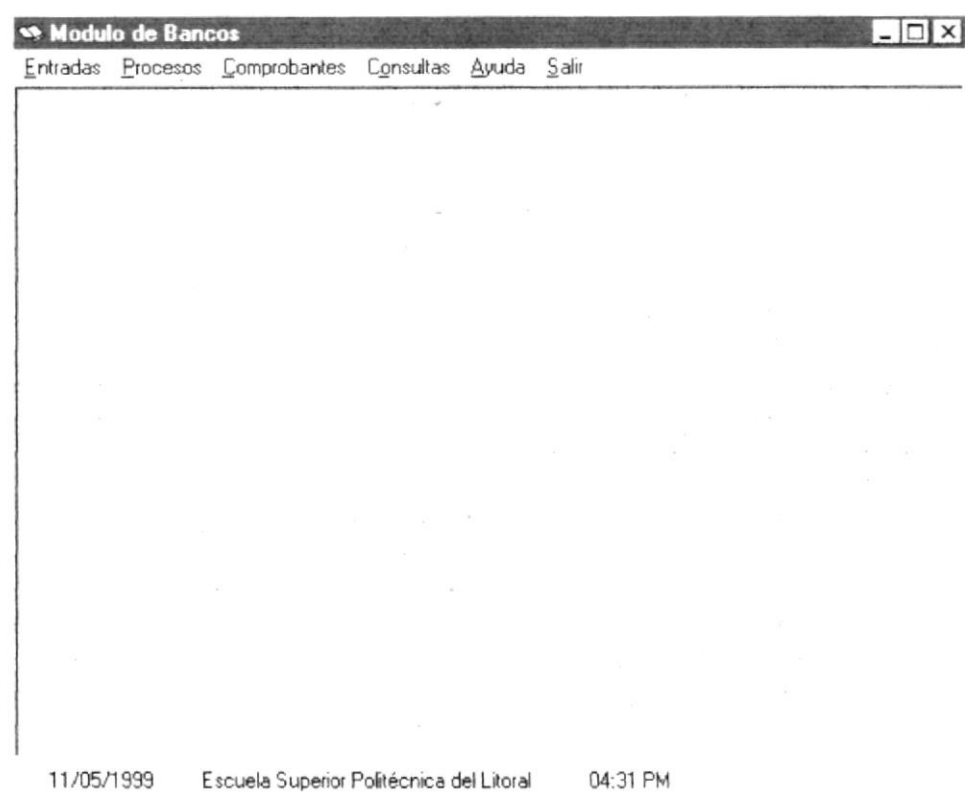 Modulo de Bancos
Entradas Procesos Comprobantes Consultas Ayuda Salir
11/05/1999 Escuela Superior Politécnica del Litoral 04:31 PM